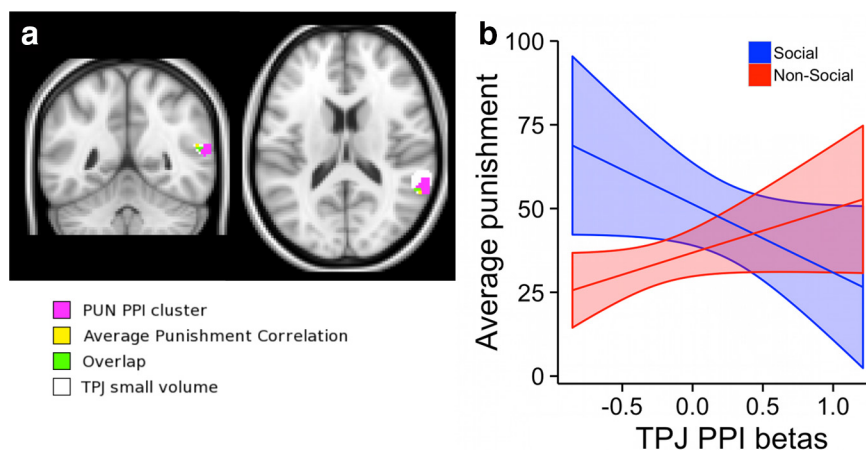 a
PUN PPI cluster
Average Punishment Correlation
Overlap
TPJ small volume
b
Social
Non-Social
Average punishment
100
75
50
25
0
-0.5 0.0 0.5 1.0
TPJ PPI betas